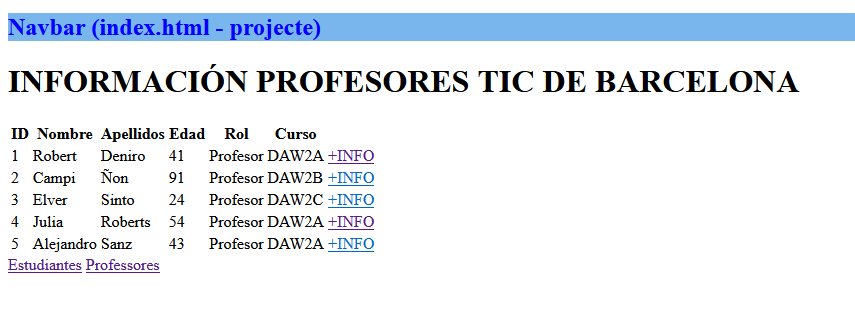 Navbar (index.html - projecte)
INFORMACIÓN PROFESORES TIC DE BARCELONA
ID Nombre Apellidos Edad Rol Curso
1 Robert Deniro 41 Profesor DAW2A +INFO
2 Campi Ñon 91 Profesor DAW2B +INFO
3 Elver Sinto 24 Profesor DAW2C +INFO
4 Julia Roberts 54 Profesor DAW2A +INFO
5 Alejandro Sanz 43 Profesor DAW2A +INFO
Estudiantes Professores